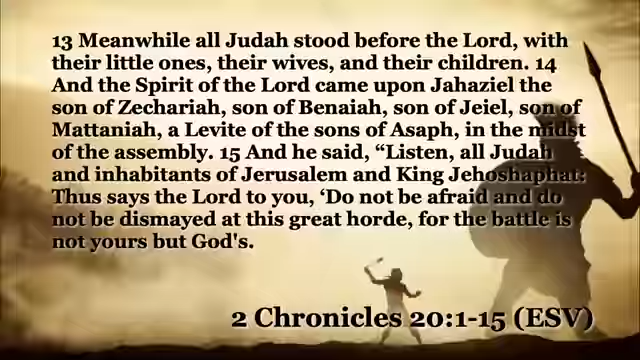 13 Meanwhile all Judah stood before the Lord, with
their little ones, their wives, and their children. 14
And the Spirit of the Lord came upon Jahaziel the
son of Zechariah, son of Benaiah, son of Jeiel, son of
Mattaniah, a Levite of the sons of Asaph, in the midst
of the assembly. 15 And he said, “Listen, all Judah
and inhabitants of Jerusalem and King Jehoshaphat:
Thus says the Lord to you, ‘Do not be afraid and do
not be dismayed at this great horde, for the battle is
not yours but God's.
2 Chronicles 20:1-15 (ESV)